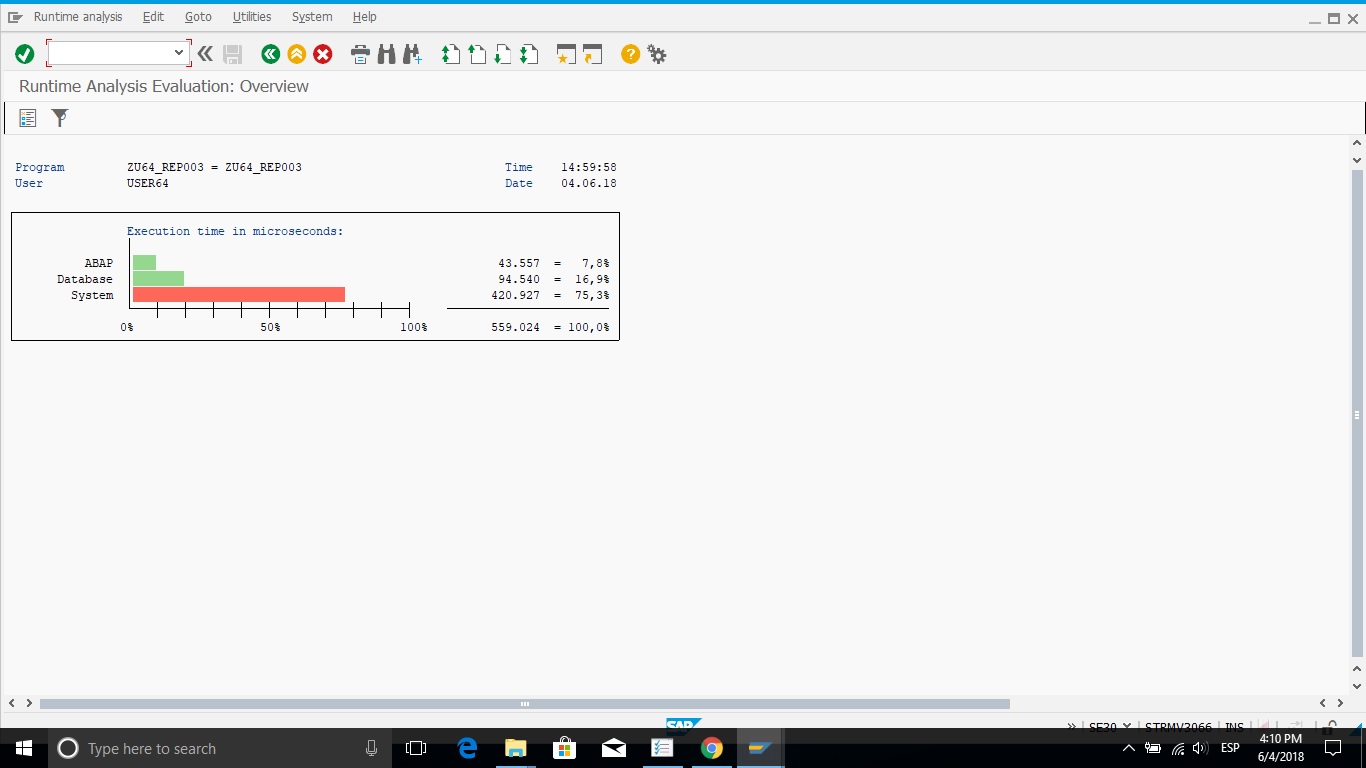 Runtime analysis Edit Goto Utilities System Help
Runtime Analysis Evaluation: Overview
Program ZU64_REP003 = ZU64_REP003 Time 14:59:58
User USER64 Date 04.06.18
Execution time in microseconds:
ABAP 43.557 = 7,8%
Database 94.540 = 16,9%
System 420.927 = 75,3%
0% 50% 100% 559.024 = 100,0%
SAP
» SE30 STRMV3066 INS
Type here to search
ESP
4:10 PM
6/4/2018